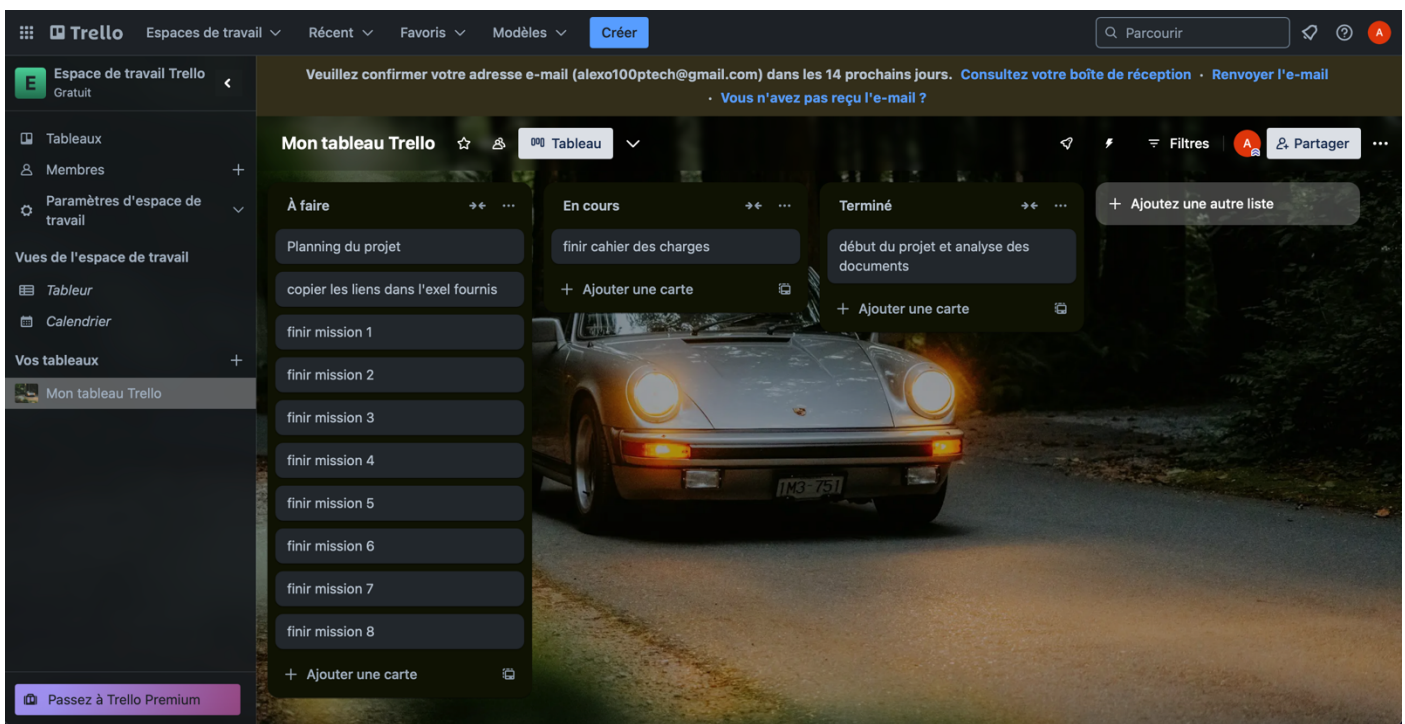 Trello
Espaces de travail
Récent
Favoris
Modèles
Créer
Parcourir
A
E
Espace de travail Trello
Gratuit
Veuillez confirmer votre adresse e-mail (alexo100ptech@gmail.com) dans les 14 prochains jours. Consultez votre boîte de réception · Renvoyer l'e-mail
· Vous n'avez pas reçu l'e-mail ?
Tableaux
Membres
Paramètres d'espace de
travail
Vues de l'espace de travail
Tableur
Calendrier
Vos tableaux
Mon tableau Trello
Passez à Trello Premium
Mon tableau Trello
Tableau
Filtres
A
Partager
À faire
Planning du projet
copier les liens dans l'exel fournis
finir mission 1
finir mission 2
finir mission 3
finir mission 4
finir mission 5
finir mission 6
finir mission 7
finir mission 8
+ Ajouter une carte
En cours
finir cahier des charges
+ Ajouter une carte
Terminé
début du projet et analyse des
documents
+ Ajouter une carte
+ Ajoutez une autre liste
1M3-751